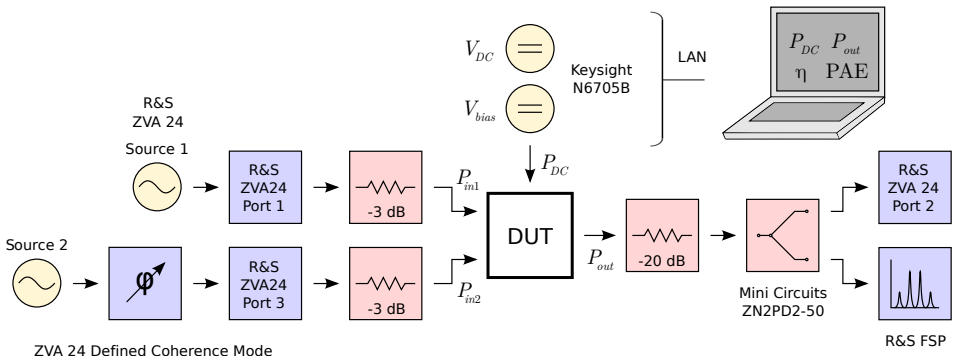 V_DC
V_bias
Keysight
N6705B
LAN
P_DC P_out
η PAE
R&S
ZVA 24
Source 1
R&S
ZVA24
Port 1
-3 dB
P_in1
P_DC
DUT
P_out
-20 dB
R&S
ZVA 24
Port 2
Source 2
φ
R&S
ZVA24
Port 3
-3 dB
P_in2
Mini Circuits
ZN2PD2-50
R&S FSP
ZVA 24 Defined Coherence Mode